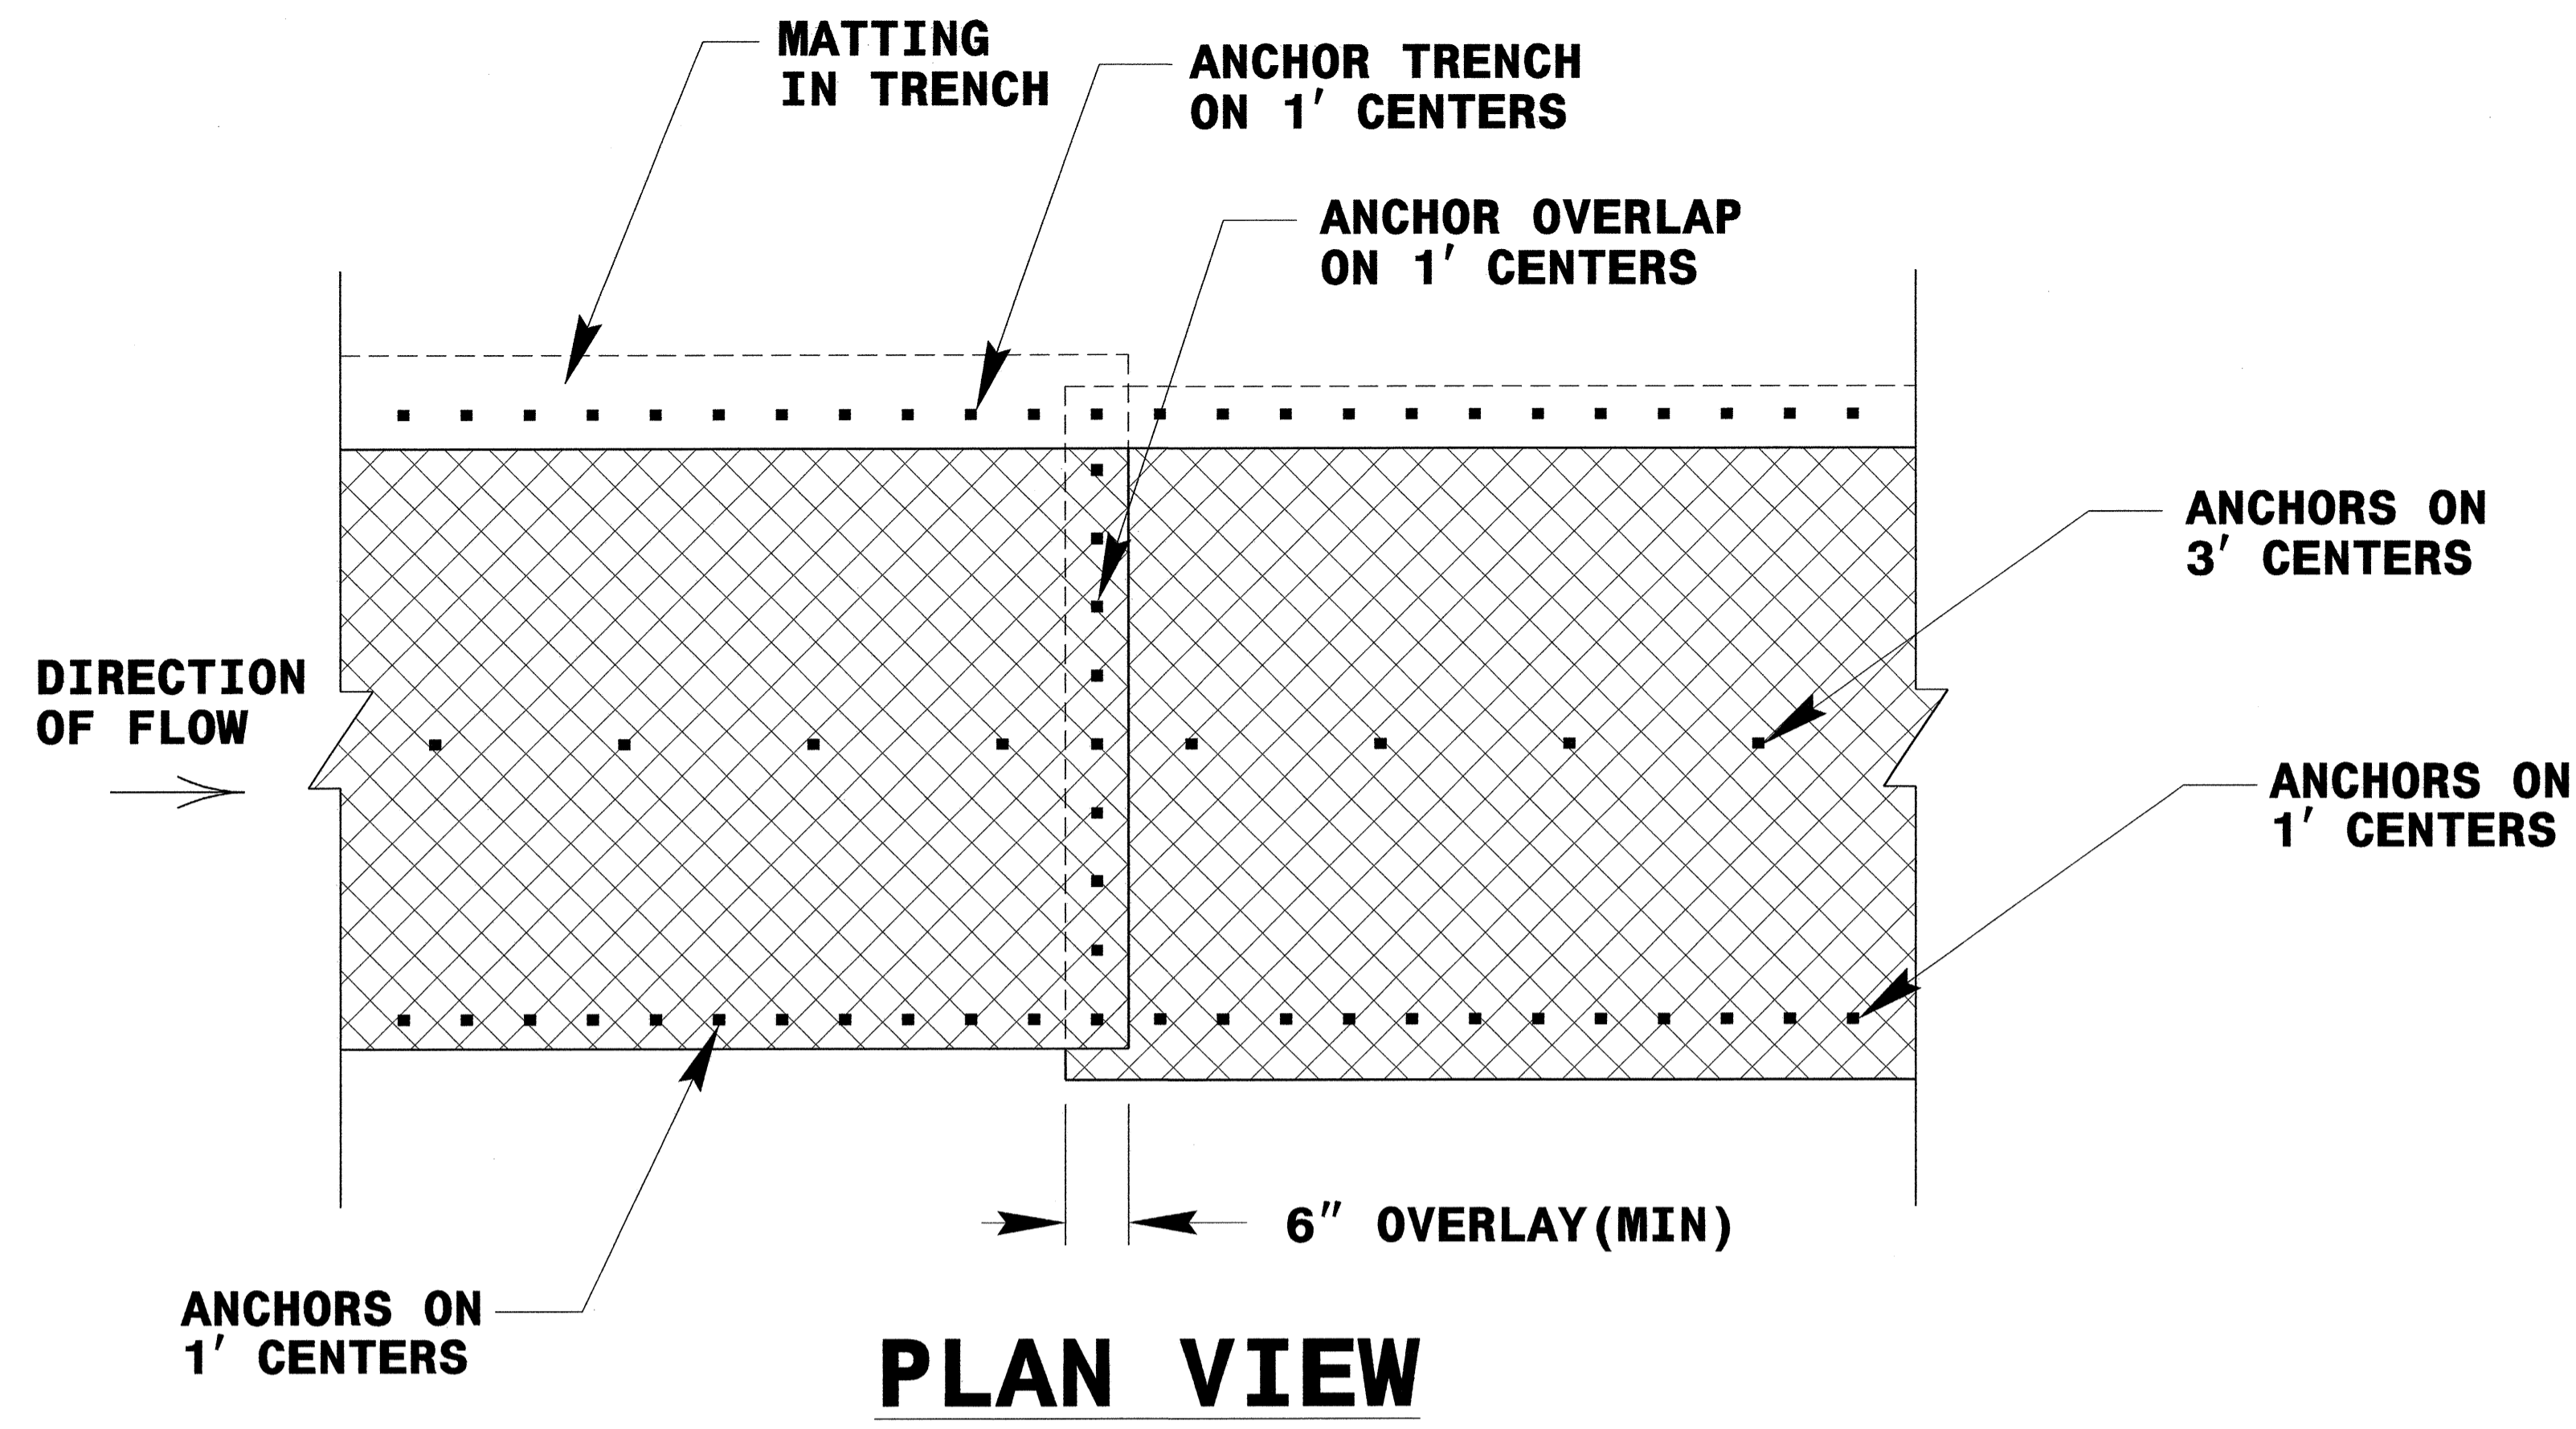 MATTING
IN TRENCH
ANCHOR TRENCH
ON 1' CENTERS
ANCHOR OVERLAP
ON 1' CENTERS
ANCHORS ON
3' CENTERS
DIRECTION
OF FLOW
ANCHORS ON
1' CENTERS
6" OVERLAY(MIN)
ANCHORS ON
1' CENTERS
PLAN VIEW